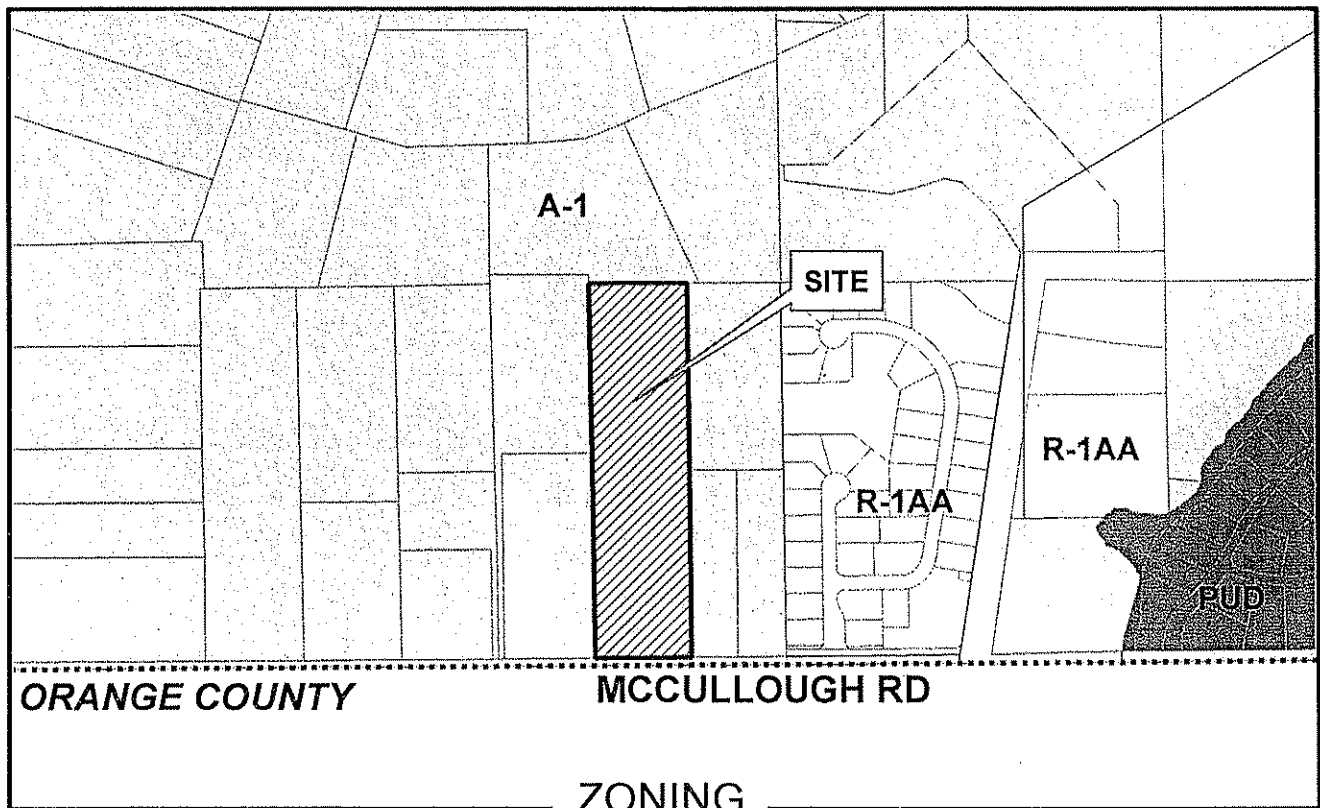 A-1
SITE
R-1AA
R-1AA
PUD
ORANGE COUNTY
MCCULLOUGH RD
ZONING